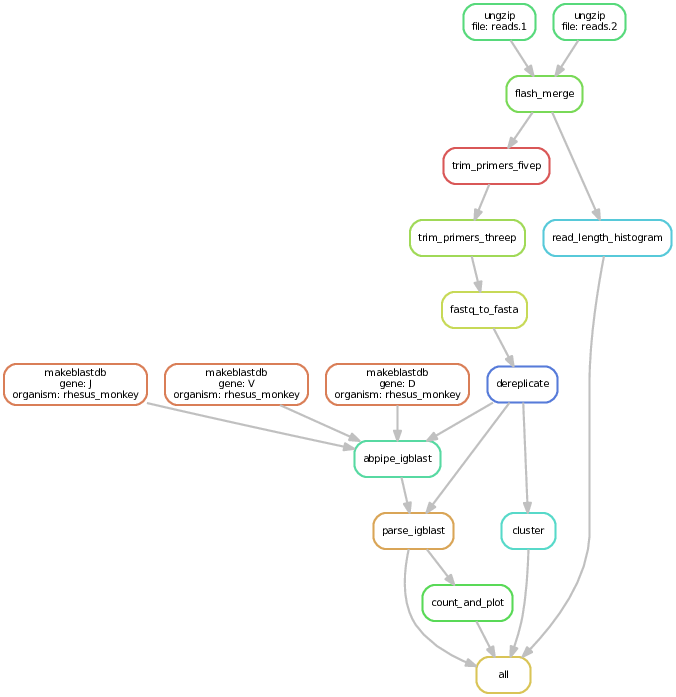 ungzip
file: reads.1
ungzip
file: reads.2
flash_merge
trim_primers_fivep
trim_primers_threep
read_length_histogram
fastq_to_fasta
makeblastdb
gene: J
organism: rhesus_monkey
makeblastdb
gene: V
organism: rhesus_monkey
makeblastdb
gene: D
organism: rhesus_monkey
dereplicate
abpipe_igblast
parse_igblast
cluster
count_and_plot
all